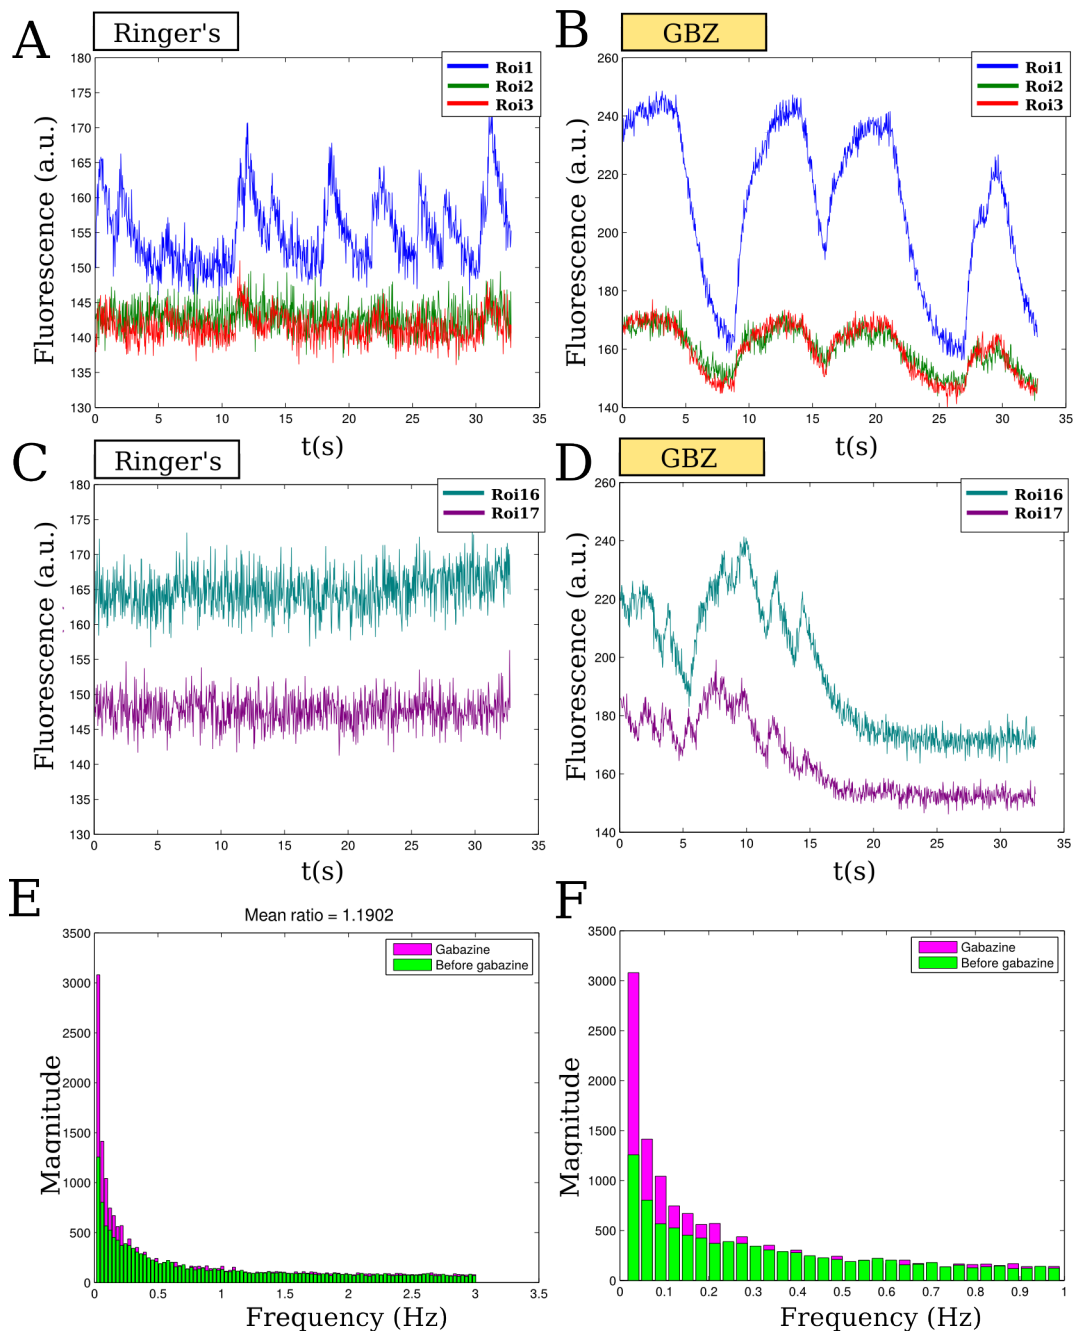 A
Ringer's
B
GBZ
Roi1
Roi2
Roi3
Fluorescence (a.u.)
180
175
170
165
160
155
150
145
140
135
130
0 5 10 15 20 25 30 35
t(s)
Roi1
Roi2
Roi3
Fluorescence (a.u.)
260
240
220
200
180
160
140
0 5 10 15 20 25 30 35
t(s)
C
Ringer's
D
GBZ
Roi16
Roi17
Fluorescence (a.u.)
180
175
170
165
160
155
150
145
140
135
130
0 5 10 15 20 25 30 35
t(s)
Roi16
Roi17
Fluorescence (a.u.)
260
240
220
200
180
160
140
0 5 10 15 20 25 30 35
t(s)
E
Mean ratio = 1.1902
Gabazine
Before gabazine
Magnitude
3500
3000
2500
2000
1500
1000
500
0
0 0.5 1 1.5 2 2.5 3 3.5
Frequency (Hz)
F
Gabazine
Before gabazine
Magnitude
3500
3000
2500
2000
1500
1000
500
0
0 0.1 0.2 0.3 0.4 0.5 0.6 0.7 0.8 0.9 1
Frequency (Hz)